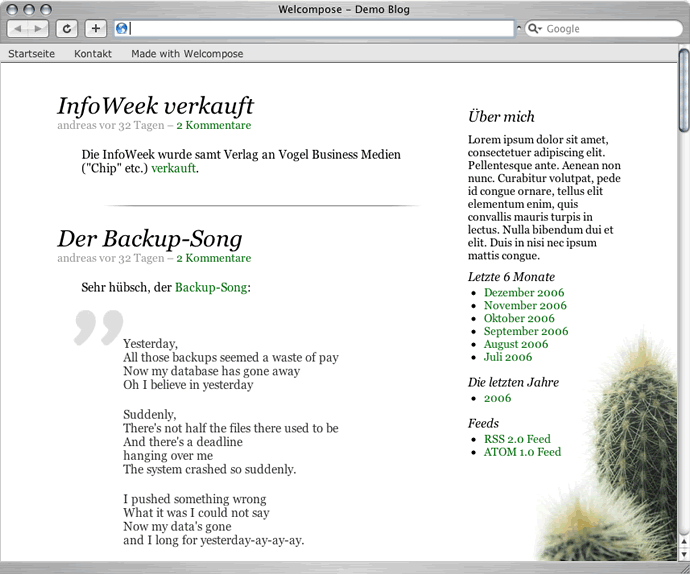 Welcompose – Demo Blog
Google
Startseite Kontakt Made with Welcompose
InfoWeek verkauft
andreas vor 32 Tagen – 2 Kommentare
Die InfoWeek wurde samt Verlag an Vogel Business Medien
("Chip" etc.) verkauft.
Der Backup-Song
andreas vor 32 Tagen – 2 Kommentare
Sehr hübsch, der Backup-Song:
”
Yesterday,
All those backups seemed a waste of pay
Now my database has gone away
Oh I believe in yesterday
Suddenly,
There's not half the files there used to be
And there's a deadline
hanging over me
The system crashed so suddenly.
I pushed something wrong
What it was I could not say
Now my data's gone
and I long for yesterday-ay-ay-ay.
Über mich
Lorem ipsum dolor sit amet,
consectetuer adipiscing elit.
Pellentesque ante. Aenean non
nunc. Curabitur volutpat, pede
id congue ornare, tellus elit
elementum enim, quis
convallis mauris turpis in
lectus. Nulla bibendum dui et
elit. Duis in nisi nec ipsum
mattis congue.
Letzte 6 Monate
Dezember 2006
November 2006
Oktober 2006
September 2006
August 2006
Juli 2006
Die letzten Jahre
2006
Feeds
RSS 2.0 Feed
ATOM 1.0 Feed